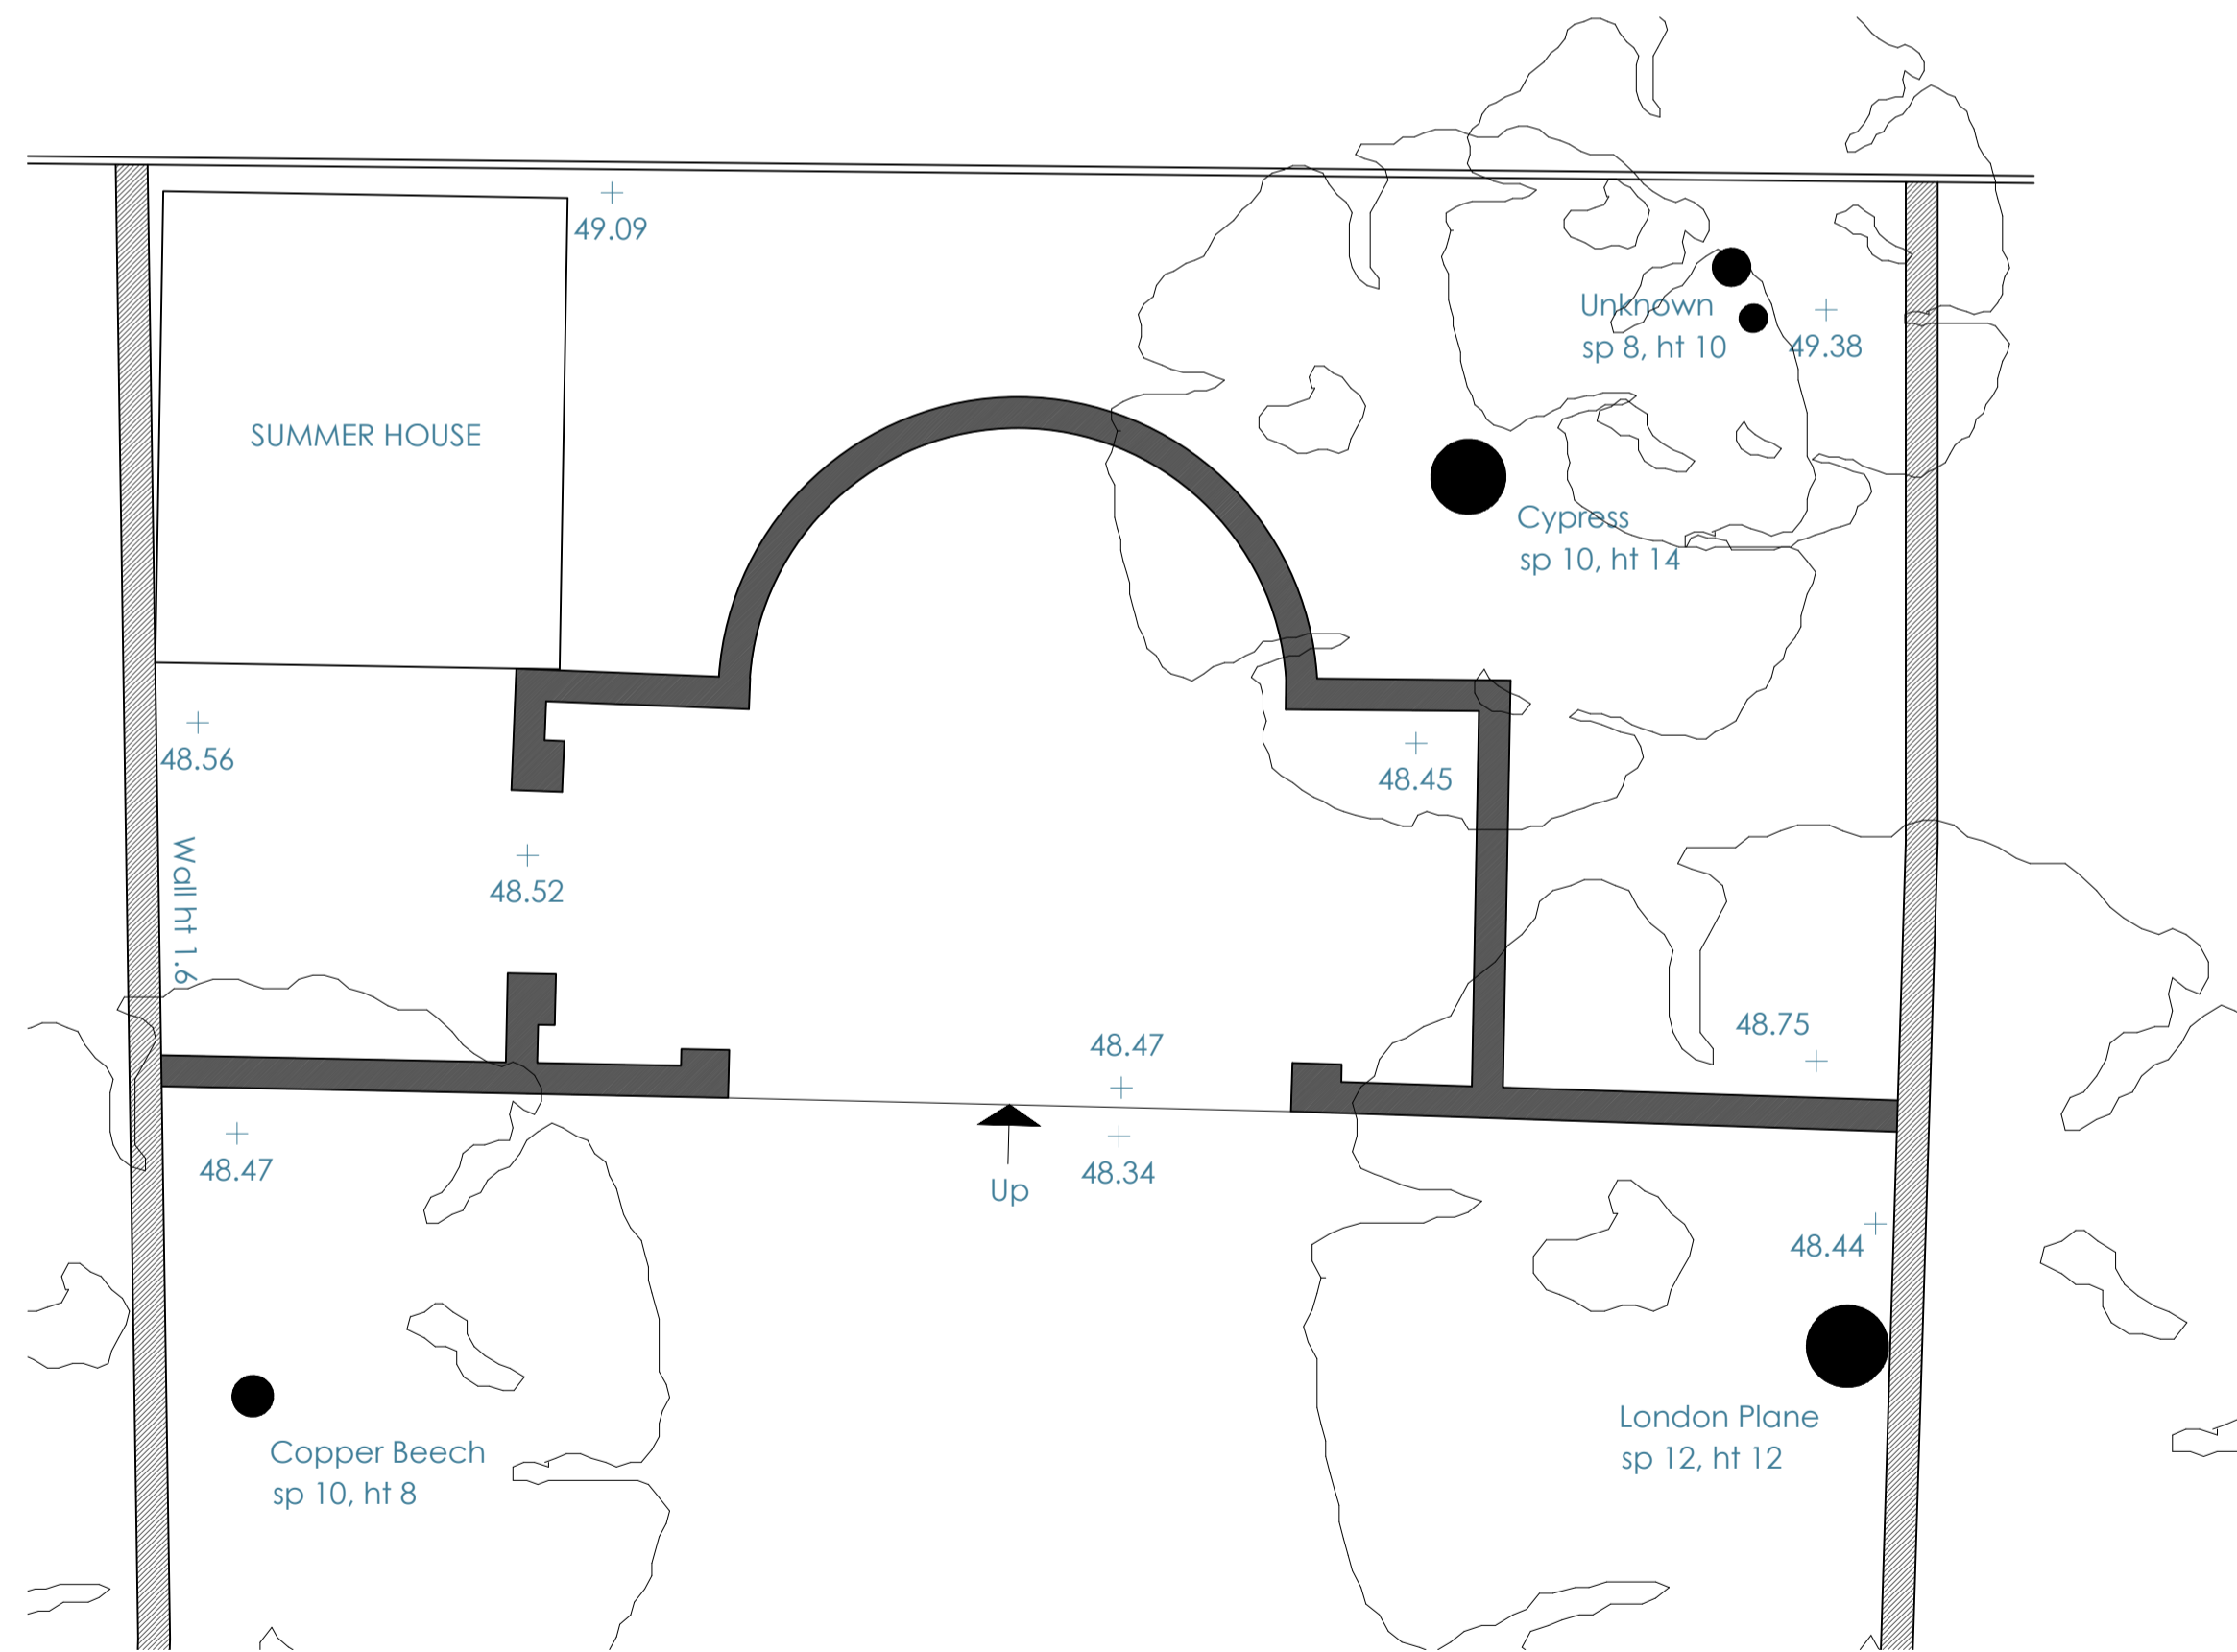 49.09
Unknown
sp 8, ht 10
49.38
SUMMER HOUSE
Cypress
sp 10, ht 14
48.56
48.45
Wall ht 1.6
48.52
48.75
48.47
48.47
48.34
Up
48.44
London Plane
sp 12, ht 12
Copper Beech
sp 10, ht 8